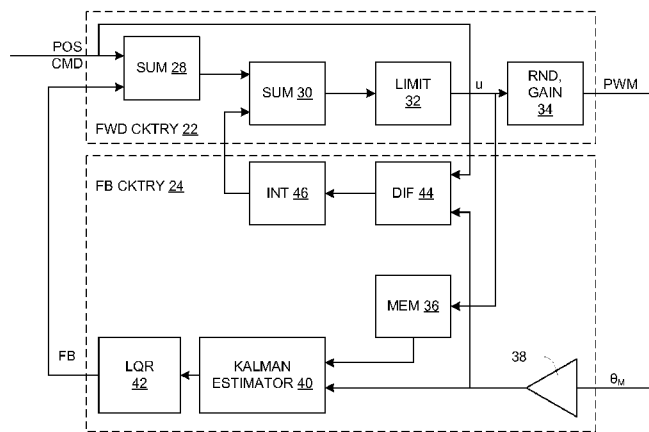 POS
CMD
SUM 28
SUM 30
LIMIT
32
u
RND,
GAIN
34
PWM
FWD CKTRY 22
FB CKTRY 24
INT 46
DIF 44
MEM 36
FB
LQR
42
KALMAN
ESTIMATOR 40
38
θM